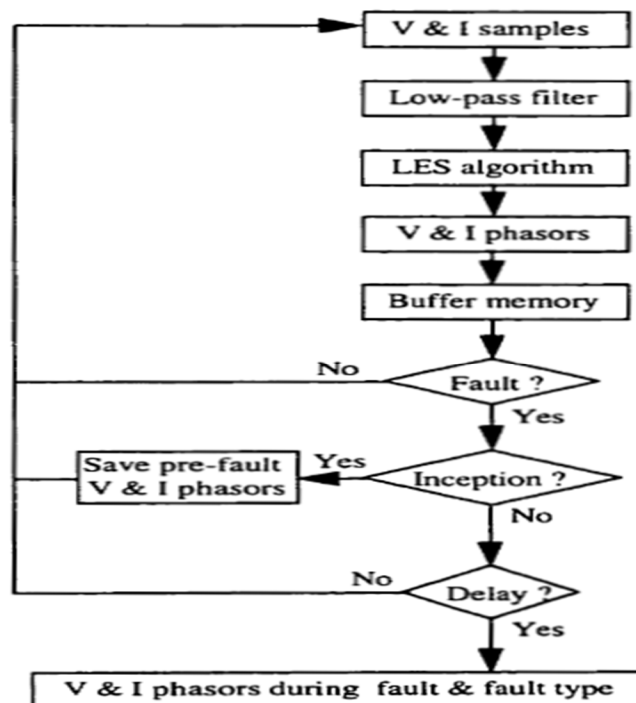 V & I samples
Low-pass filter
LES algorithm
V & I phasors
Buffer memory
No
Fault ?
Yes
Save pre-fault
V & I phasors
Yes
Inception ?
No
No
Delay ?
Yes
V & I phasors during fault & fault type